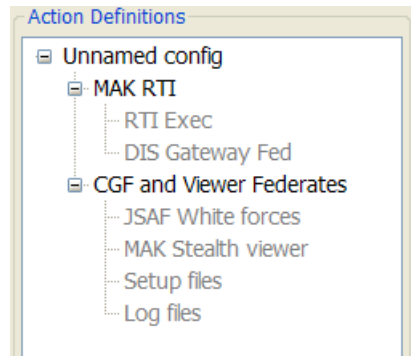 Action Definitions
Unnamed config
MAK RTI
RTI Exec
DIS Gateway Fed
CGF and Viewer Federates
JSAF White forces
MAK Stealth viewer
Setup files
Log files